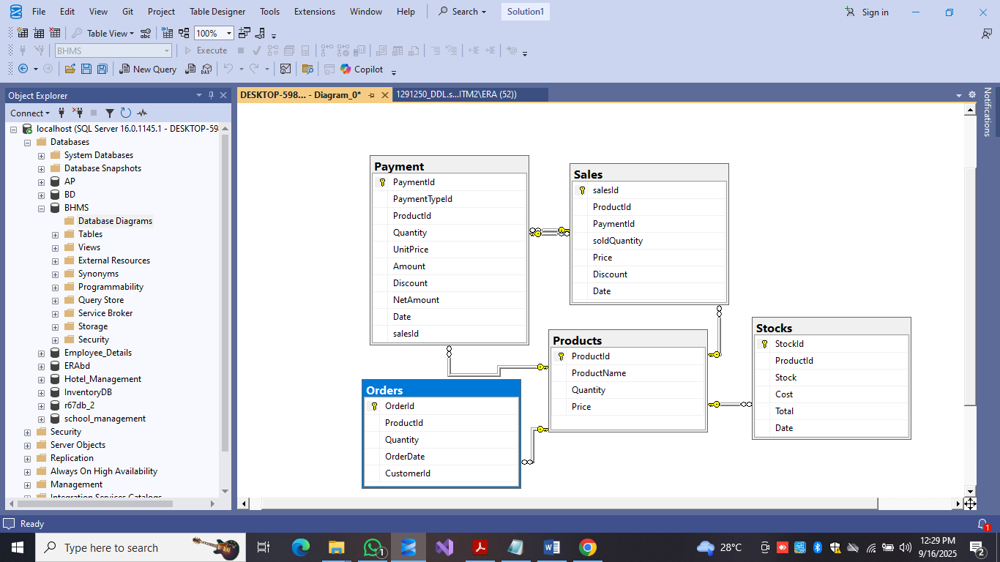 File Edit View Git Project Table Designer Tools Extensions Window Help Search Solution1 Sign in
Table View 100%
BHMS Execute
New Query DAX Copilot
Object Explorer
Connect
localhost (SQL Server 16.0.1145.1 - DESKTOP-59
Databases
System Databases
Database Snapshots
AP
BD
BHMS
Database Diagrams
Tables
Views
External Resources
Synonyms
Programmability
Query Store
Service Broker
Storage
Security
Employee_Details
ERAbd
Hotel_Management
InventoryDB
r67db_2
school_management
Security
Server Objects
Replication
Always On High Availability
Management
Integration Services Catalogs
DESKTOP-598... - Diagram_0*
1291250_DDL.s...ITM2\ERA (52))
Notifications
Payment
PaymentId
PaymentTypeId
ProductId
Quantity
UnitPrice
Amount
Discount
NetAmount
Date
salesId
Sales
salesId
ProductId
PaymentId
soldQuantity
Price
Discount
Date
Products
ProductId
ProductName
Quantity
Price
Stocks
StockId
ProductId
Stock
Cost
Total
Date
Orders
OrderId
ProductId
Quantity
OrderDate
CustomerId
Ready
1
Type here to search
1
28°C
12:29 PM
9/16/2025
2